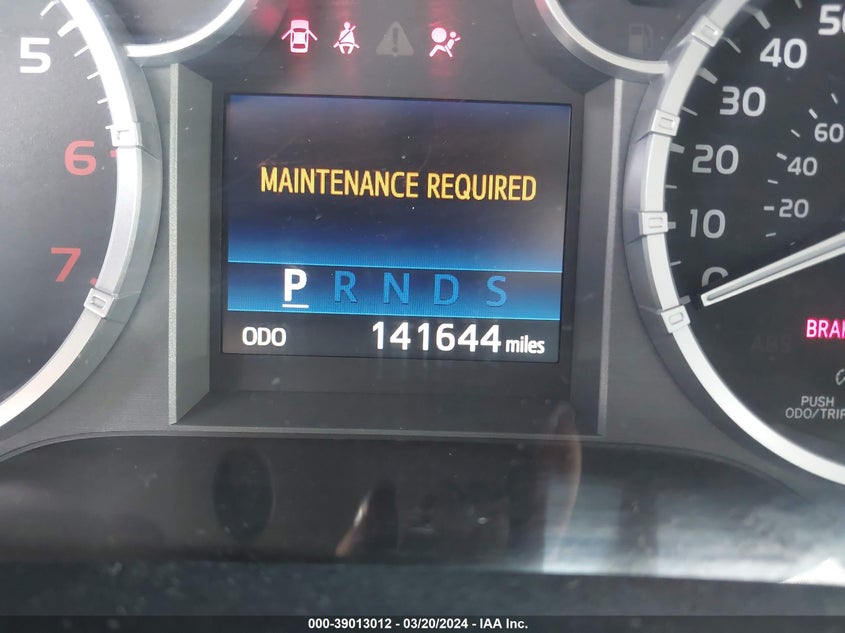 5
6
7
MAINTENANCE REQUIRED
P R N D S
ODO 141644 miles
50
40
30
20
10
0
60
40
20
BRAK
ABS
PUSH
ODO/TRIP
000-39013012 - 03/20/2024 - IAA Inc.